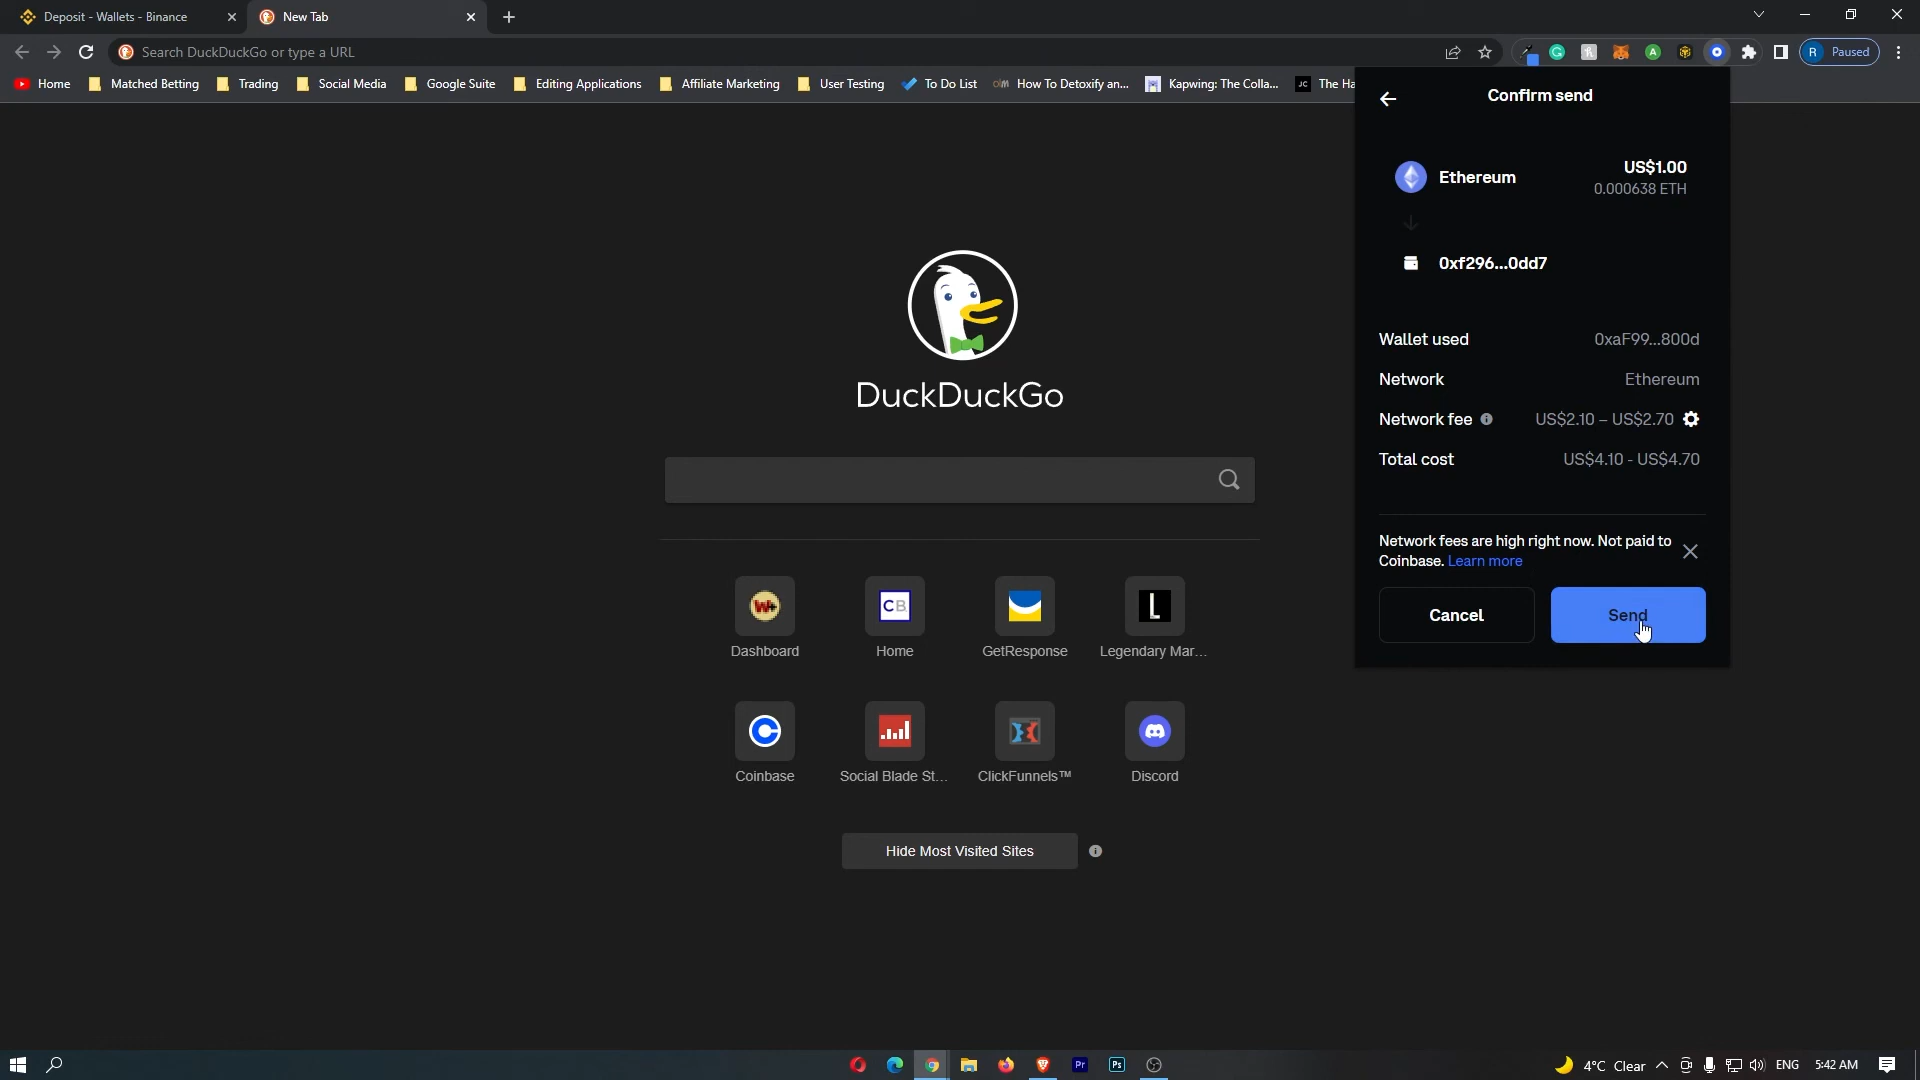 Deposit - Wallets - Binance
New Tab
Search DuckDuckGo or type a URL
R Paused
Home
Matched Betting
Trading
Social Media
Google Suite
Editing Applications
Affiliate Marketing
User Testing
To Do List
How To Detoxify an...
Kapwing: The Colla...
JC The Ha
Confirm send
Ethereum
US$1.00
0.000638 ETH
0xf296...0dd7
Wallet used 0xaF99...800d
Network Ethereum
Network fee US$2.10 – US$2.70
Total cost US$4.10 - US$4.70
Network fees are high right now. Not paid to
Coinbase. Learn more
Cancel Send
DuckDuckGo
W+
CB
L
Dashboard
Home
GetResponse
Legendary Mar...
Coinbase
Social Blade St...
ClickFunnels™
Discord
Hide Most Visited Sites
Pr
Ps
4°C Clear
ENG
5:42 AM